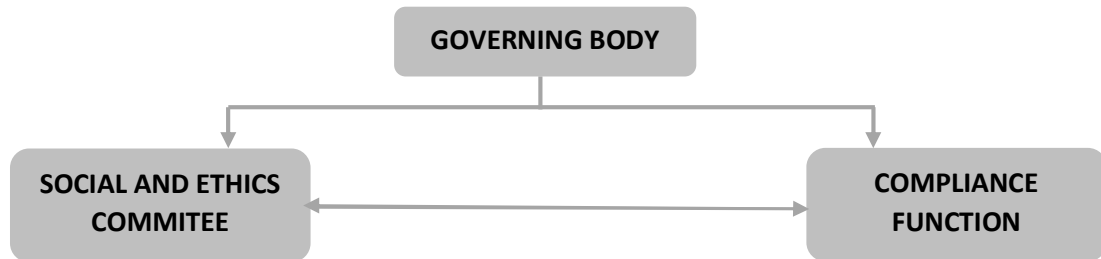 GOVERNING BODY
SOCIAL AND ETHICS
COMMITEE
COMPLIANCE
FUNCTION